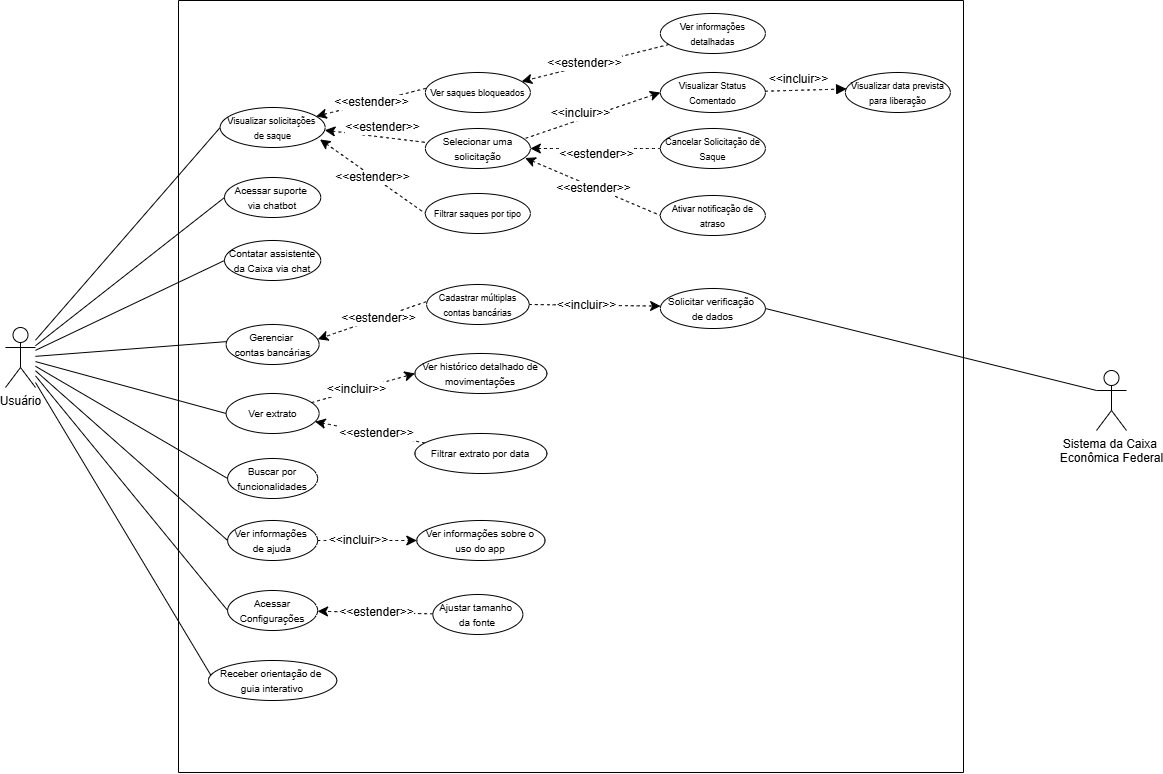 Ver informações
detalhadas
<<estender>>
Ver saques bloqueados
<<estender>>
Visualizar Status
Comentado
<<incluir>>
Visualizar data prevista
para liberação
<<incluir>>
Visualizar solicitações
de saque
<<estender>>
Selecionar uma
solicitação
<<estender>>
Cancelar Solicitação de
Saque
<<estender>>
Filtrar saques por tipo
<<estender>>
Ativar notificação de
atraso
Acessar suporte
via chatbot
Contatar assistente
da Caixa via chat
Gerenciar
contas bancárias
<<estender>>
Cadastrar múltiplas
contas bancárias
<<incluir>>
Solicitar verificação
de dados
Ver extrato
<<incluir>>
Ver histórico detalhado de
movimentações
<<estender>>
Filtrar extrato por data
Usuário
Sistema da Caixa
Econômica Federal
Buscar por
funcionalidades
Ver informações
de ajuda
<<incluir>>
Ver informações sobre o
uso do app
Acessar
Configurações
<<estender>>
Ajustar tamanho
da fonte
Receber orientação de
guia interativo